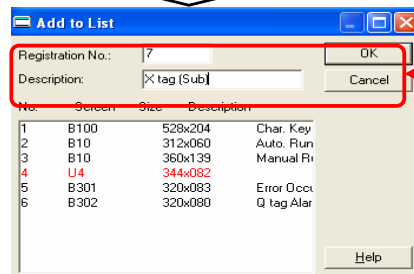 Add to List
Registration No.: 7 OK
Description: X tag (Sub) Cancel
No. Screen Size Description
1 B100 528x204 Char. Key
2 B10 312x060 Auto. Run
3 B10 360x139 Manual
4 U4 344x082
5 B301 320x083 Error
6 B302 320x080 Q tag Alar
Help